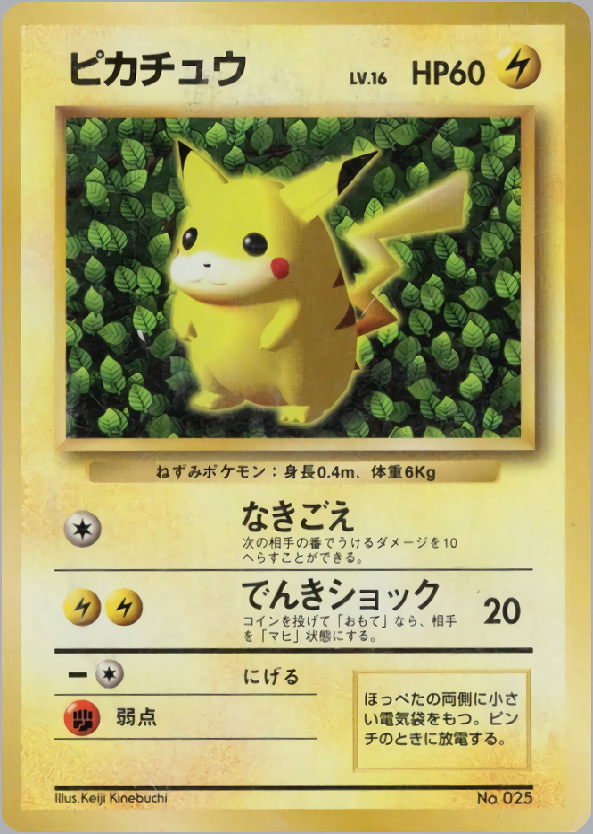 ピカチュウ LV.16 HP60
ねずみポケモン：身長0.4m、体重6Kg
なきごえ
次の相手の番でうけるダメージを10
へらすことができる。
でんきショック 20
コインを投げて「おもて」なら、相手
を「マヒ」状態にする。
− にげる
弱点
ほっぺたの両側に小さ
い電気袋をもつ。ピン
チのときに放電する。
Illus.Keiji Kinebuchi No. 025